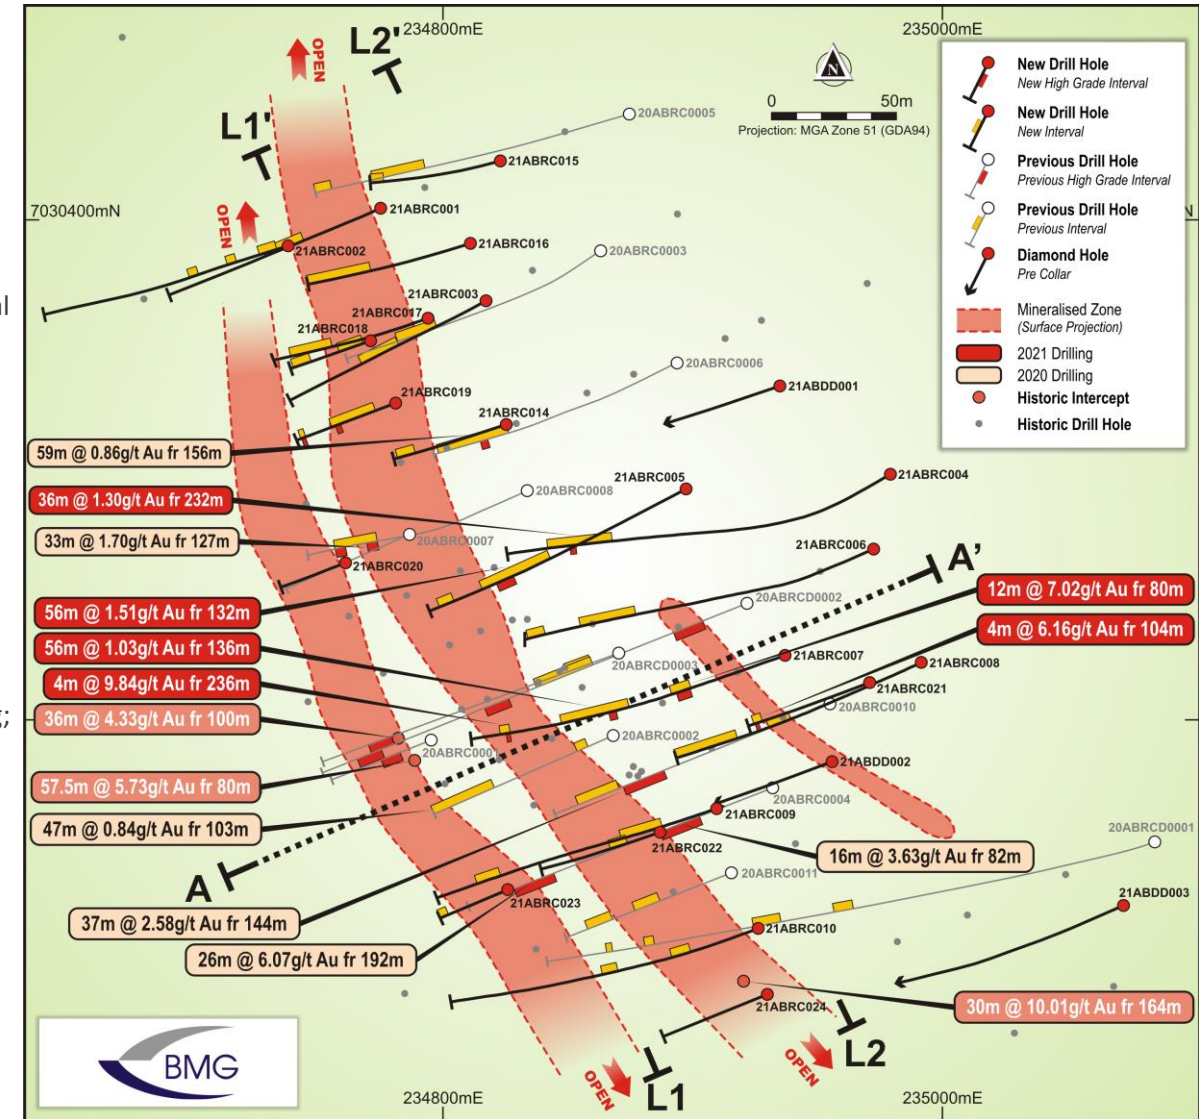 234800mE
235000mE
L2'
OPEN
L1'
OPEN
N
0 50m
Projection: MGA Zone 51 (GDA94)
New Drill Hole
New High Grade Interval
New Drill Hole
New Interval
Previous Drill Hole
Previous High Grade Interval
Previous Drill Hole
Previous Interval
Diamond Hole
Pre Collar
Mineralised Zone
(Surface Projection)
2021 Drilling
2020 Drilling
Historic Intercept
Historic Drill Hole
7030400mN
N
al
g;
20ABRC0005
21ABRC015
21ABRC001
21ABRC002
21ABRC016
20ABRC0003
21ABRC003
21ABRC017
21ABRC018
20ABRC0006
21ABDD001
21ABRC019
21ABRC014
59m @ 0.86g/t Au fr 156m
21ABRC005
21ABRC004
36m @ 1.30g/t Au fr 232m
20ABRC0008
33m @ 1.70g/t Au fr 127m
20ABRC0007
21ABRC020
21ABRC006
A'
12m @ 7.02g/t Au fr 80m
56m @ 1.51g/t Au fr 132m
20ABRCD0002
4m @ 6.16g/t Au fr 104m
56m @ 1.03g/t Au fr 136m
20ABRCD0003
21ABRC007
21ABRC008
4m @ 9.84g/t Au fr 236m
21ABRC021
20ABRC0010
36m @ 4.33g/t Au fr 100m
20ABRC0001
20ABRC0002
21ABDD002
57.5m @ 5.73g/t Au fr 80m
20ABRC0004
47m @ 0.84g/t Au fr 103m
21ABRC009
20ABRCD0001
21ABRC022
16m @ 3.63g/t Au fr 82m
A
20ABRC0011
21ABDD003
21ABRC023
37m @ 2.58g/t Au fr 144m
21ABRC010
26m @ 6.07g/t Au fr 192m
21ABRC024
30m @ 10.01g/t Au fr 164m
L2
OPEN
BMG
OPEN
L1
234800mE
235000mE